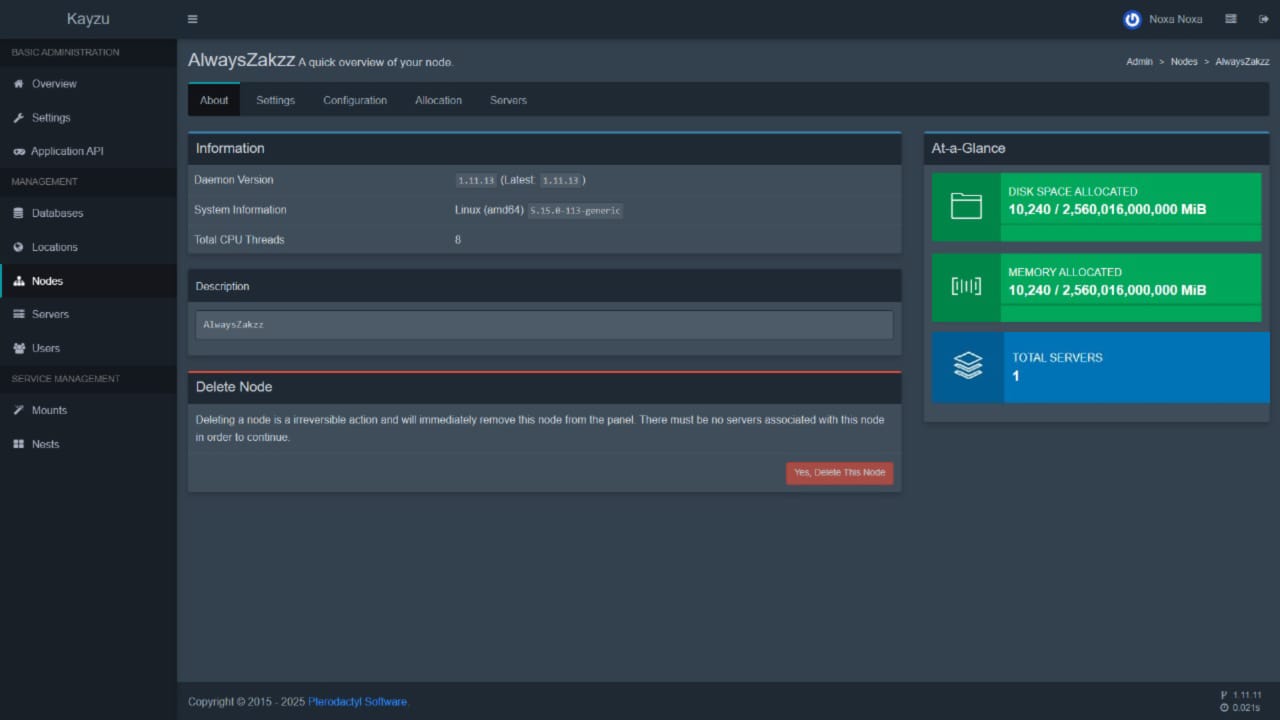 Kayzu
Noxa Noxa
BASIC ADMINISTRATION
Overview
Settings
Application API
MANAGEMENT
Databases
Locations
Nodes
Servers
Users
SERVICE MANAGEMENT
Mounts
Nests
AlwaysZakzz A quick overview of your node.
Admin > Nodes > AlwaysZakzz
About Settings Configuration Allocation Servers
Information
Daemon Version 1.11.13 (Latest: 1.11.13 )
System Information Linux (amd64) 5.15.0-113-generic
Total CPU Threads 8
Description
AlwaysZakzz
Delete Node
Deleting a node is a irreversible action and will immediately remove this node from the panel. There must be no servers associated with this node
in order to continue.
Yes, Delete This Node
At-a-Glance
DISK SPACE ALLOCATED
10,240 / 2,560,016,000,000 MiB
MEMORY ALLOCATED
10,240 / 2,560,016,000,000 MiB
TOTAL SERVERS
1
Copyright © 2015 - 2025 Pterodactyl Software.
1.11.11
0.021s